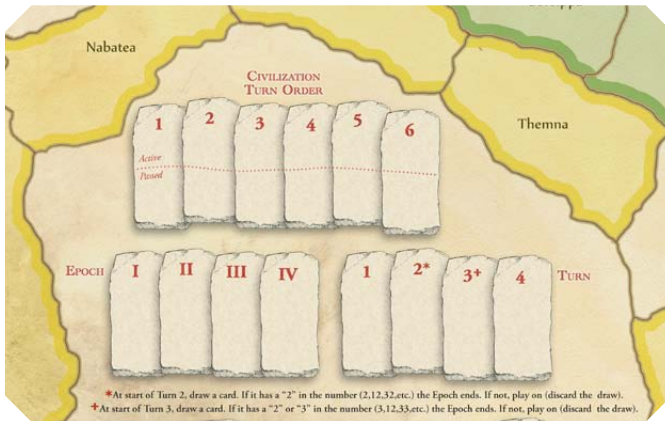 Nabatea
CIVILIZATION
TURN ORDER
Themna
1 2 3 4 5 6
Active
Passed
EPOCH I II III IV
1 2* 3+ 4 TURN
*At start of Turn 2, draw a card. If it has a “2” in the number (2,12,32,etc.) the Epoch ends. If not, play on (discard the draw).
+At start of Turn 3, draw a card. If it has a “2” or “3” in the number (3,12,33,etc.) the Epoch ends. If not, play on (discard the draw).